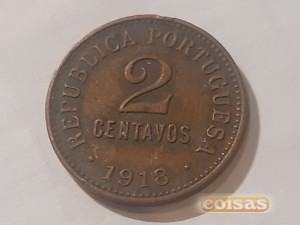 REPUBLICA PORTUGUESA
2
CENTAVOS
• 1918 •
coisas